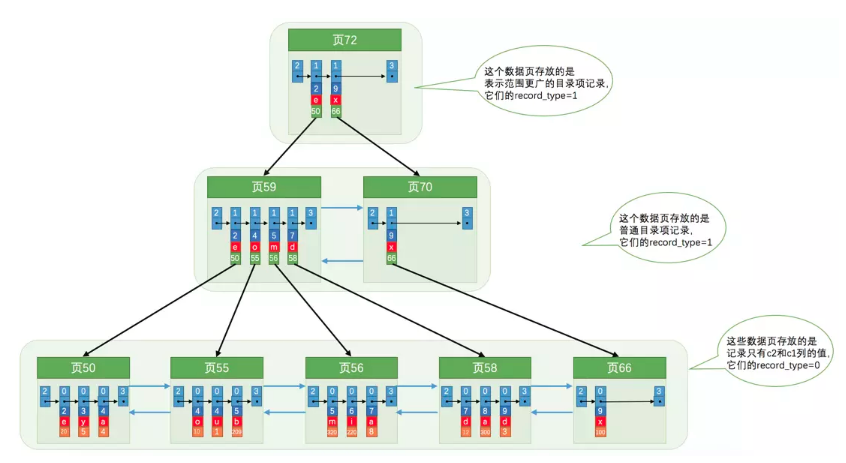 页72
2 1 1 3
2 9
e x
50 66
这个数据页存放的是
表示范围更广的目录项记录，
它们的record_type=1
页59 页70
2 1 1 1 1 3 2 1 3
2 4 5 7 9
e o m d x
50 55 56 58 66
这个数据页存放的是
普通目录项记录，
它们的record_type=1
页50 页55 页56 页58 页66
2 0 0 0 3 2 0 0 0 3 2 0 0 0 3 2 0 0 0 3 2 0 3
2 3 4 4 4 5 5 6 7 7 8 9 9
e y a o u b m i a d a d x
5 4 1 8 3
这些数据页存放的是
记录只有c2和c1列的值，
它们的record_type=0